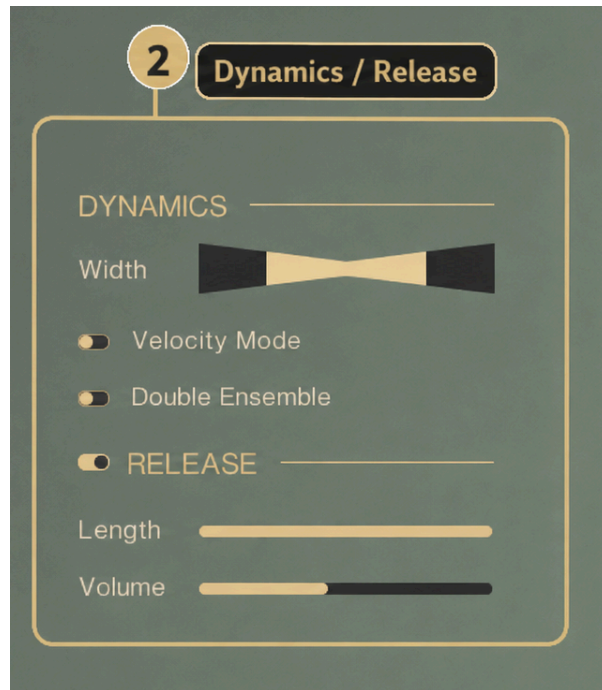 2
Dynamics / Release
DYNAMICS
Width
Velocity Mode
Double Ensemble
RELEASE
Length
Volume